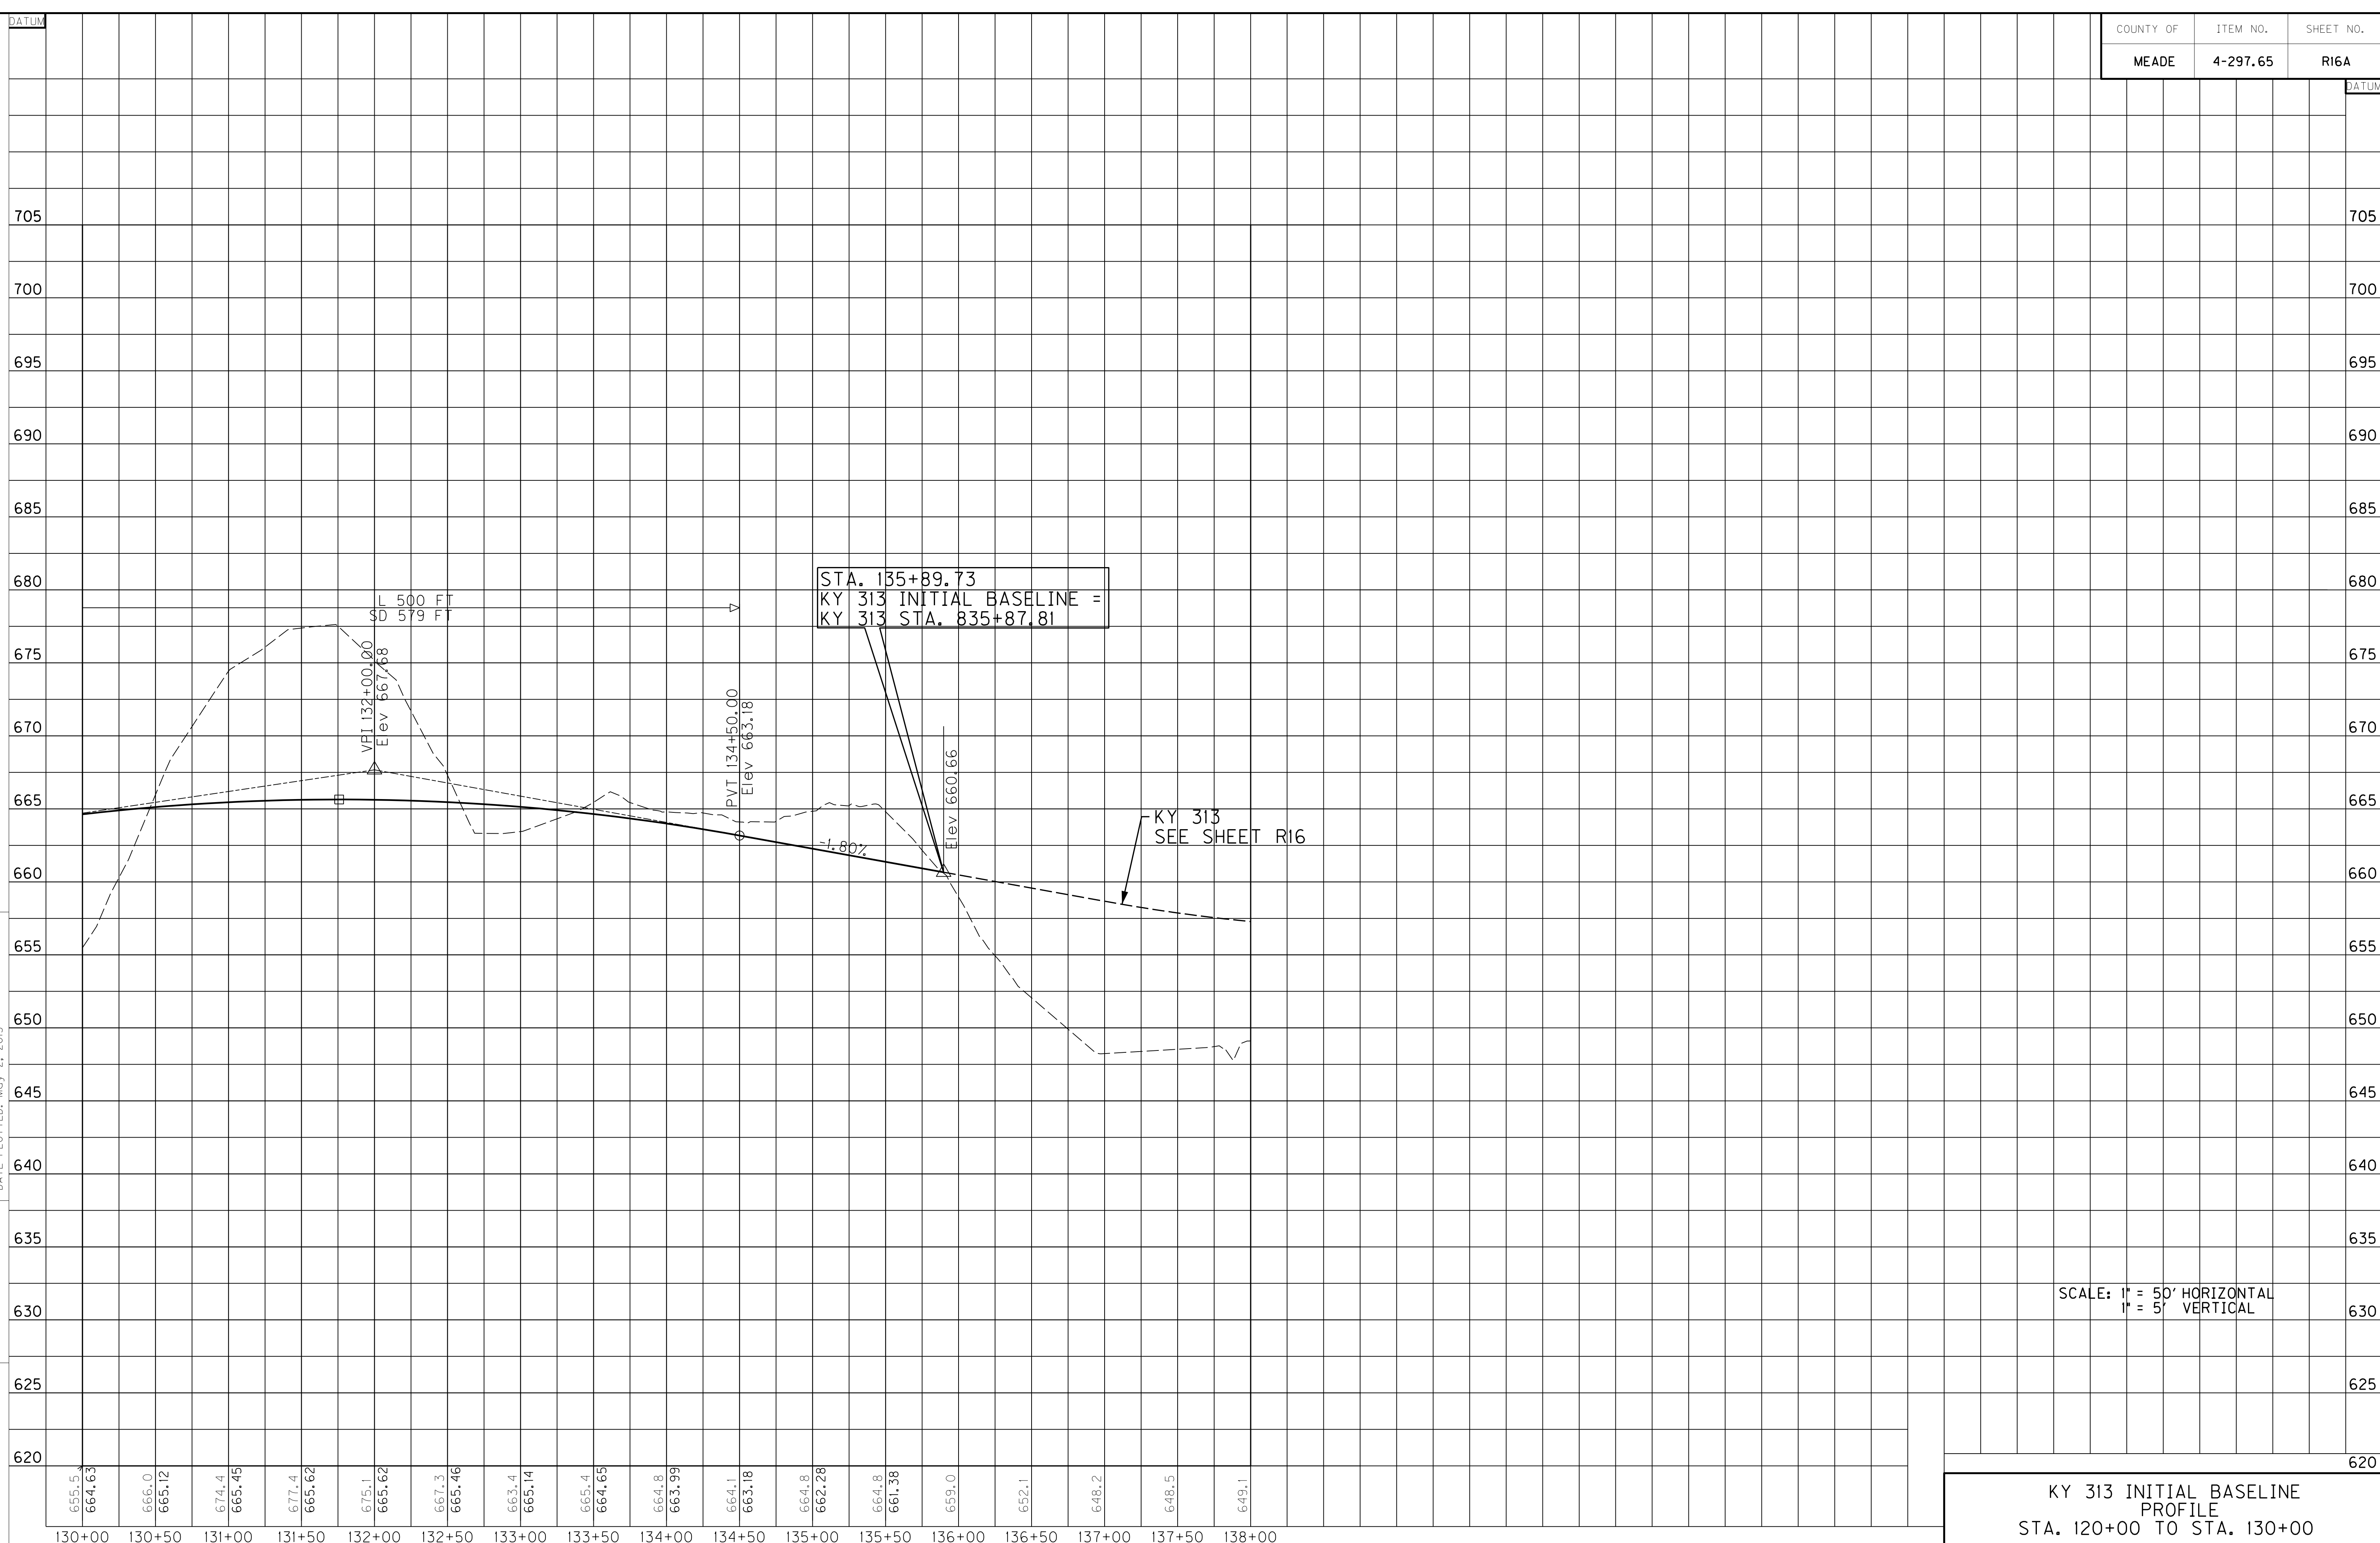 DATUM
COUNTY OF ITEM NO. SHEET NO.
MEADE 4-297.65 R16A
DATUM
705 705
700 700
695 695
690 690
685 685
680 680
675 675
670 670
665 665
660 660
655 655
650 650
645 645
640 640
635 635
630 630
625 625
620 620
L 500 FT
SD 579 FT
VPI 132+00.00
Elev 667.68
PVT 134+50.00
Elev 663.18
STA. 135+89.73
KY 313 INITIAL BASELINE =
KY 313 STA. 835+87.81
Elev 660.66
-1.80%
KY 313
SEE SHEET R16
SCALE: 1" = 50' HORIZONTAL
1" = 5' VERTICAL
655.5 666.0 674.4 677.4 675.1 667.3 663.4 665.4 664.8 664.1 664.8 664.8 659.0 652.1 648.2 648.5 649.1
664.63 665.12 665.45 665.62 665.62 665.46 665.14 664.65 663.99 663.18 662.28 661.38
130+00 130+50 131+00 131+50 132+00 132+50 133+00 133+50 134+00 134+50 135+00 135+50 136+00 136+50 137+00 137+50 138+00
KY 313 INITIAL BASELINE
PROFILE
STA. 120+00 TO STA. 130+00